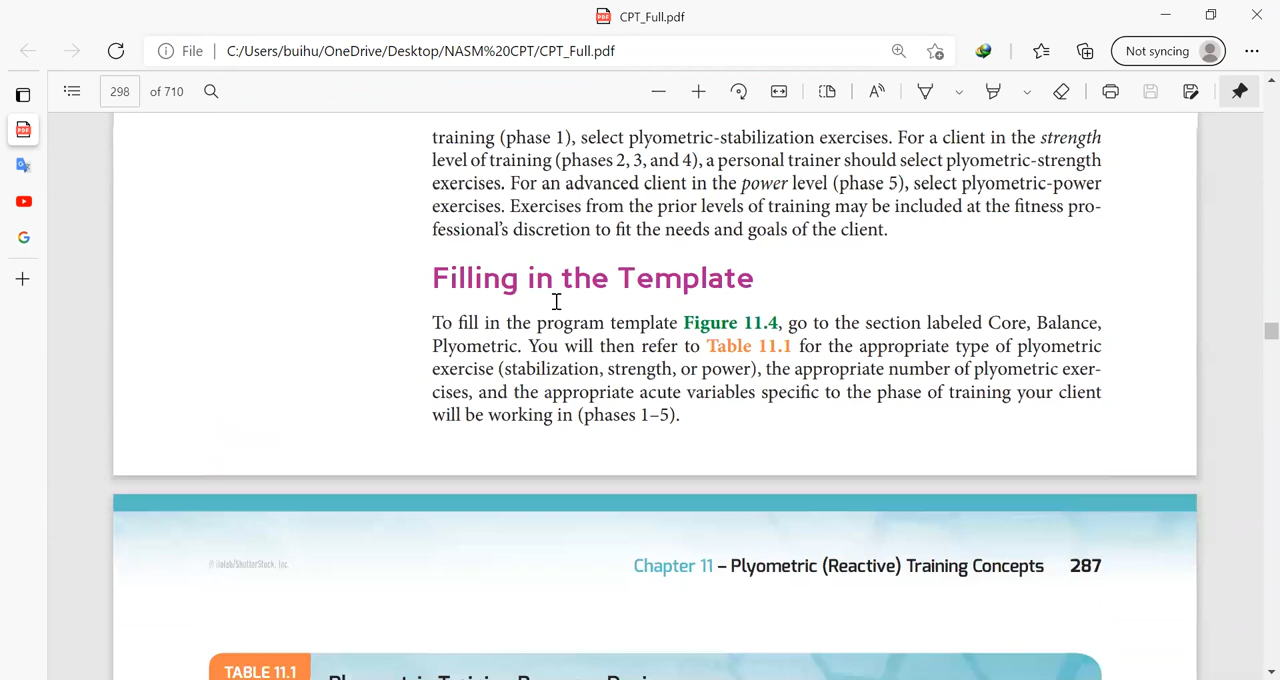 CPT_Full.pdf
File
C:/Users/buihu/OneDrive/Desktop/NASM%20CPT/CPT_Full.pdf
Not syncing
298 of 710
training (phase 1), select plyometric-stabilization exercises. For a client in the strength
level of training (phases 2, 3, and 4), a personal trainer should select plyometric-strength
exercises. For an advanced client in the power level (phase 5), select plyometric-power
exercises. Exercises from the prior levels of training may be included at the fitness pro-
fessional's discretion to fit the needs and goals of the client.
Filling in the Template
To fill in the program template Figure 11.4, go to the section labeled Core, Balance,
Plyometric. You will then refer to Table 11.1 for the appropriate type of plyometric
exercise (stabilization, strength, or power), the appropriate number of plyometric exer-
cises, and the appropriate acute variables specific to the phase of training your client
will be working in (phases 1–5).
Chapter 11 – Plyometric (Reactive) Training Concepts 287
TABLE 11.1